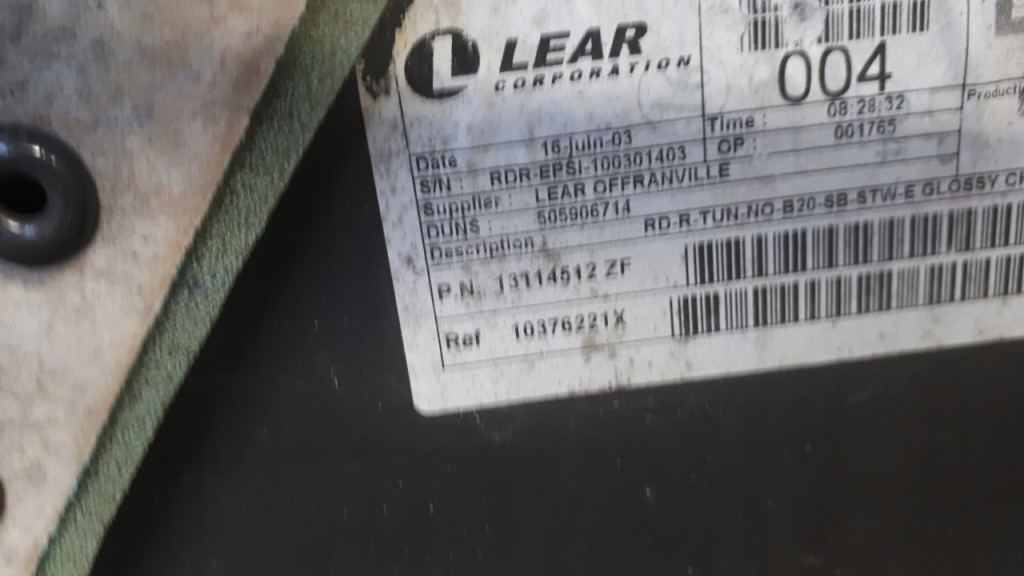 LEAR
CORPORATION
004
Date 16-juin-03 Time : 08:28:32
S/N : RDR-EPSI-100301403 OP : 001765
Supplier : LEAR OFFRANVILLE
DUNS : 505906714
Description : RD-R-TUN-NO-B20-SB-STW-E GLOSSY
P.N. 13114512 ZF
Ref 10376221X